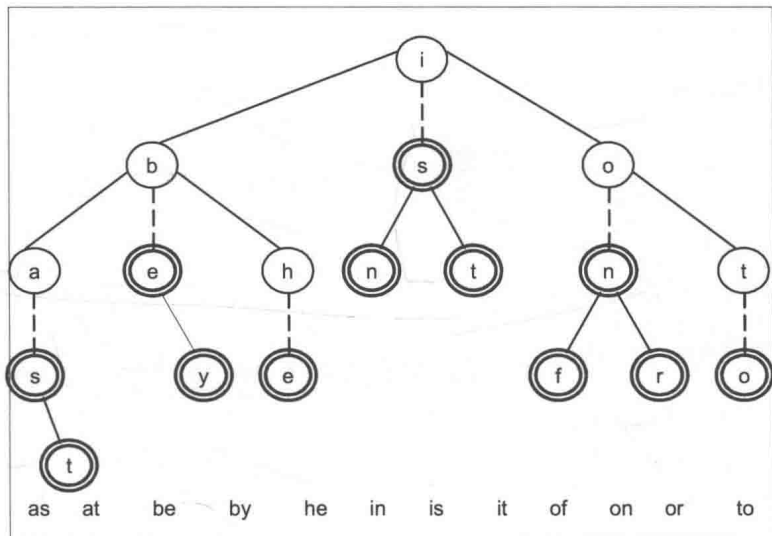 i
b s o
a e h n t n t
s y e f r o
t
as at be by he in is it of on or to